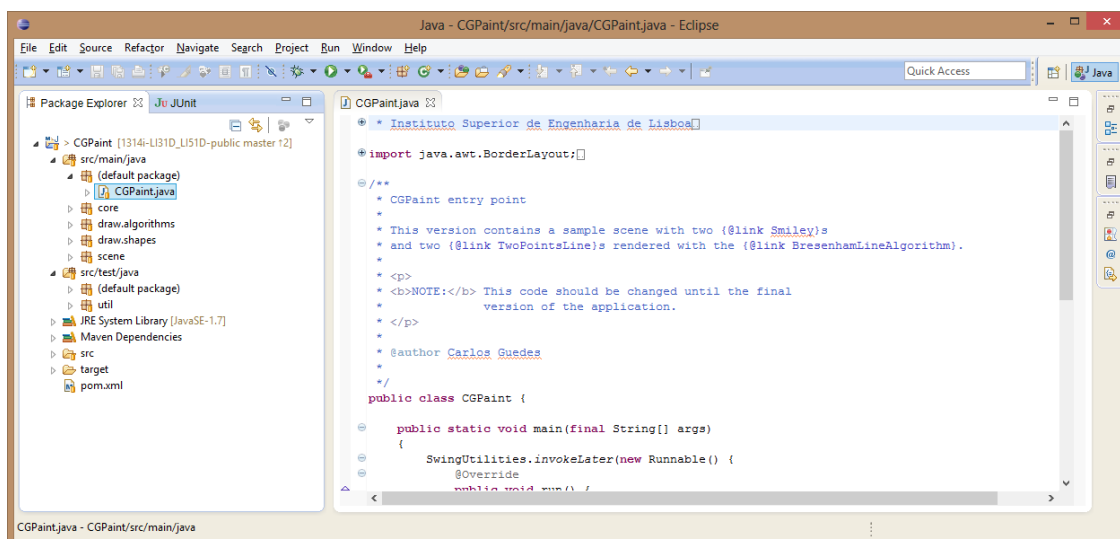 Java - CGPaint/src/main/java/CGPaint.java - Eclipse
File Edit Source Refactor Navigate Search Project Run Window Help
Quick Access
Java
Package Explorer
Ju JUnit
> CGPaint [1314i-LI31D_LI51D-public master ↑2]
src/main/java
(default package)
CGPaint.java
core
draw.algorithms
draw.shapes
scene
src/test/java
(default package)
util
JRE System Library [JavaSE-1.7]
Maven Dependencies
src
target
pom.xml
CGPaint.java
* Instituto Superior de Engenharia de Lisboa
import java.awt.BorderLayout;
/**
* CGPaint entry point
*
* This version contains a sample scene with two {@link Smiley}s
* and two {@link TwoPointsLine}s rendered with the {@link BresenhamLineAlgorithm}.
*
* <p>
* <b>NOTE:</b> This code should be changed until the final
* version of the application.
* </p>
*
* @author Carlos Guedes
*
*/
public class CGPaint {
public static void main(final String[] args)
{
SwingUtilities.invokeLater(new Runnable() {
@Override
public void run() {
CGPaint.java - CGPaint/src/main/java